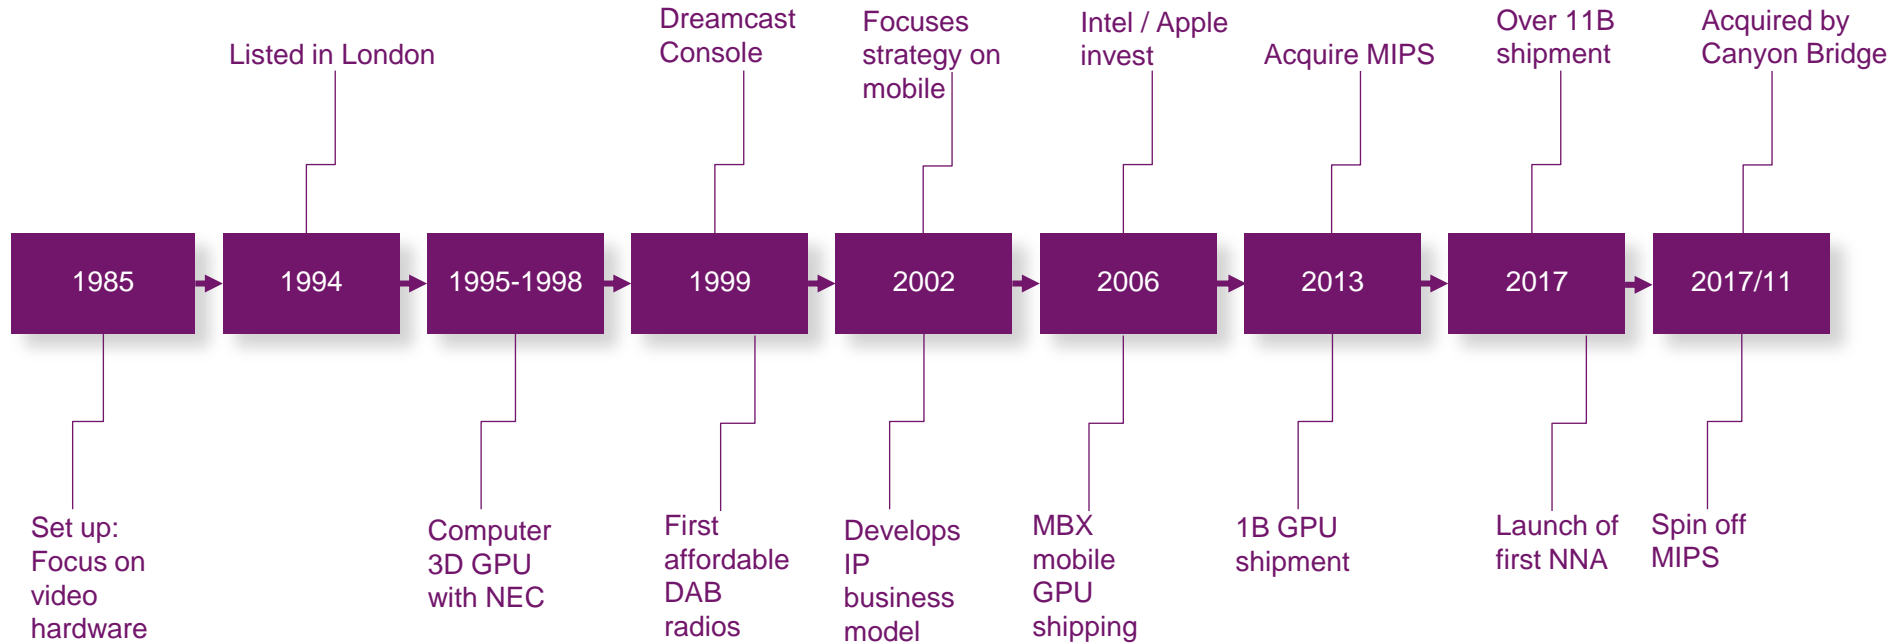 Listed in London
Dreamcast
Console
Focuses
strategy on
mobile
Intel / Apple
invest
Acquire MIPS
Over 11B
shipment
Acquired by
Canyon Bridge
1985
1994
1995-1998
1999
2002
2006
2013
2017
2017/11
Set up:
Focus on
video
hardware
Computer
3D GPU
with NEC
First
affordable
DAB
radios
Develops
IP
business
model
MBX
mobile
GPU
shipping
1B GPU
shipment
Launch of
first NNA
Spin off
MIPS